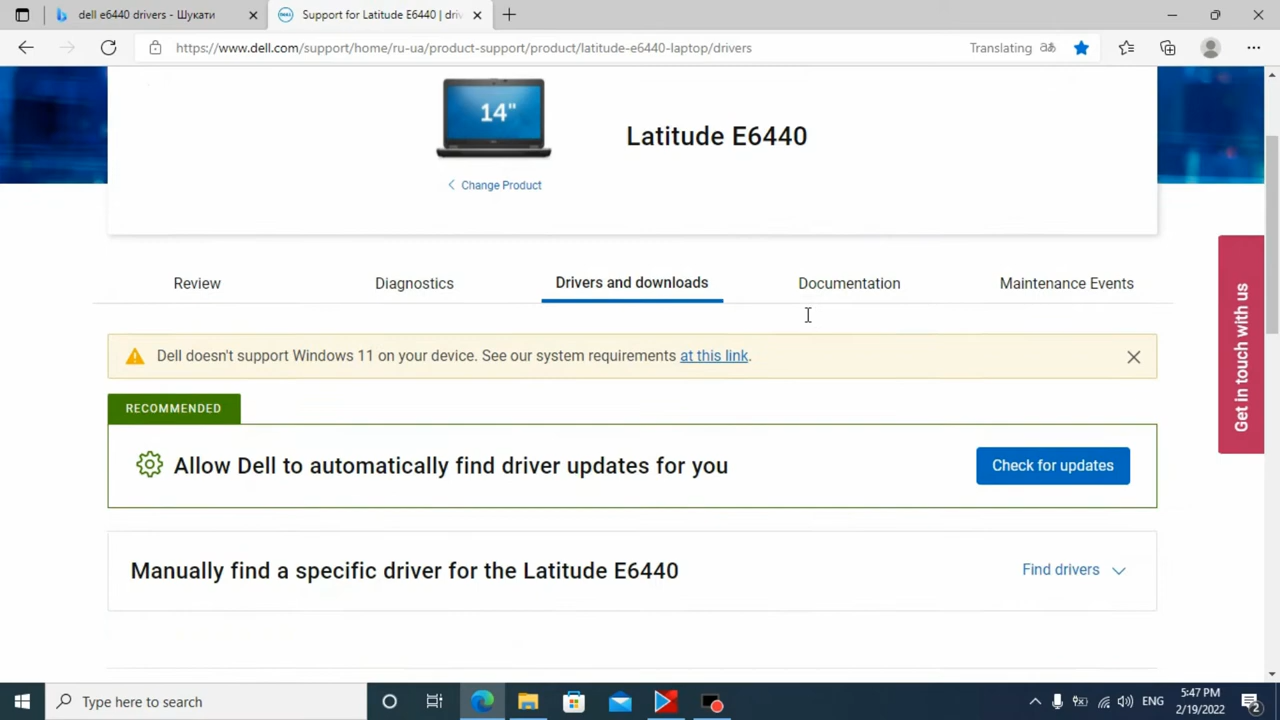 dell e6440 drivers - Шукати
Support for Latitude E6440 | driv
https://www.dell.com/support/home/ru-ua/product-support/product/latitude-e6440-laptop/drivers
Translating
14"
Latitude E6440
Change Product
Review
Diagnostics
Drivers and downloads
Documentation
Maintenance Events
Dell doesn't support Windows 11 on your device. See our system requirements at this link.
RECOMMENDED
Allow Dell to automatically find driver updates for you
Check for updates
Manually find a specific driver for the Latitude E6440
Find drivers
Get in touch with us
Type here to search
ENG
5:47 PM
2/19/2022
2